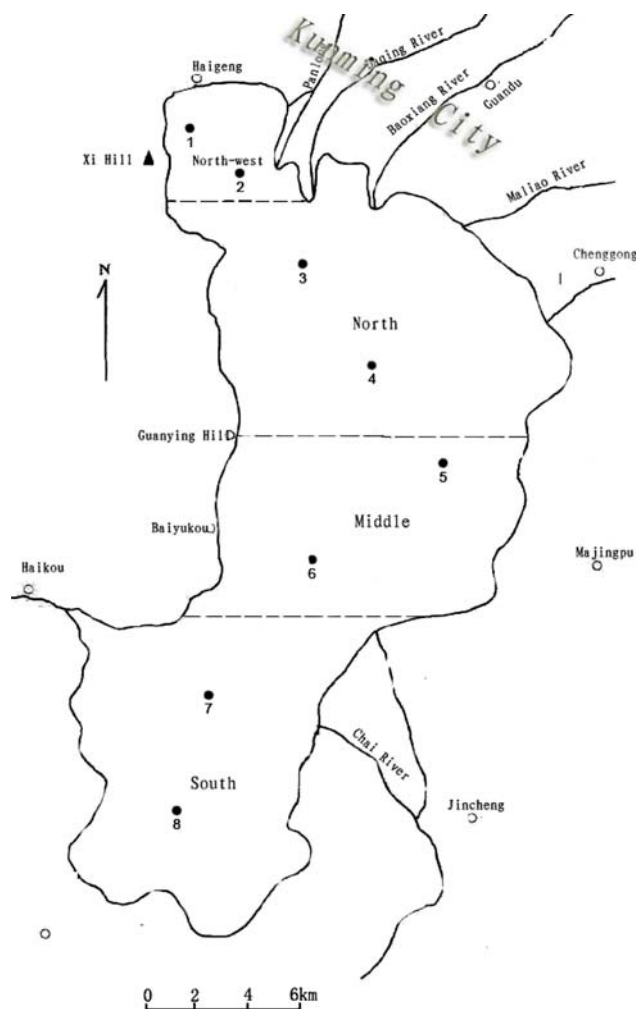 Kunming City
Haigeng
Baoxiang River
Guandu
1
Xi Hill
North-west
2
Maliao River
N
3
Chenggong
North
4
Guanying Hill
5
Middle
Baiyukou
6
Majingpu
Haikou
7
Chai River
South
8
Jincheng
0 2 4 6km